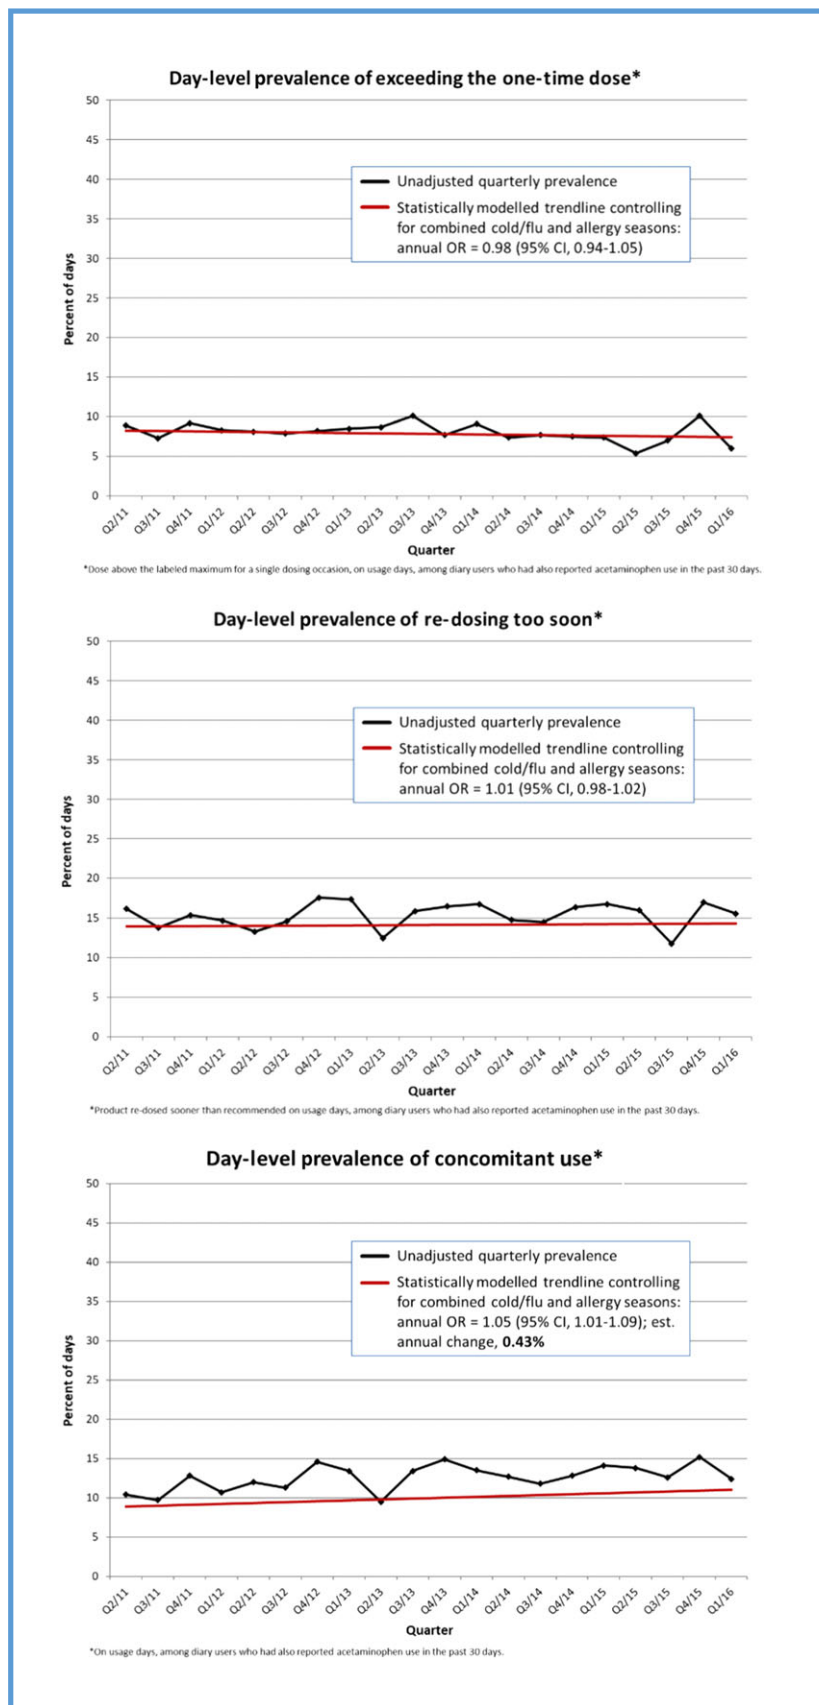 Day-level prevalence of exceeding the one-time dose*
50
45
40
35
30
25
20
15
10
5
0
Percent of days
Unadjusted quarterly prevalence
Statistically modelled trendline controlling
for combined cold/flu and allergy seasons:
annual OR = 0.98 (95% CI, 0.94-1.05)
Q2/11 Q3/11 Q4/11 Q1/12 Q2/12 Q3/12 Q4/12 Q1/13 Q2/13 Q3/13 Q4/13 Q1/14 Q2/14 Q3/14 Q4/14 Q1/15 Q2/15 Q3/15 Q4/15 Q1/16
Quarter
*Dose above the labeled maximum for a single dosing occasion, on usage days, among diary users who had also reported acetaminophen use in the past 30 days.
Day-level prevalence of re-dosing too soon*
50
45
40
35
30
25
20
15
10
5
0
Percent of days
Unadjusted quarterly prevalence
Statistically modelled trendline controlling
for combined cold/flu and allergy seasons:
annual OR = 1.01 (95% CI, 0.98-1.02)
Q2/11 Q3/11 Q4/11 Q1/12 Q2/12 Q3/12 Q4/12 Q1/13 Q2/13 Q3/13 Q4/13 Q1/14 Q2/14 Q3/14 Q4/14 Q1/15 Q2/15 Q3/15 Q4/15 Q1/16
Quarter
*Product re-dosed sooner than recommended on usage days, among diary users who had also reported acetaminophen use in the past 30 days.
Day-level prevalence of concomitant use*
50
45
40
35
30
25
20
15
10
5
0
Percent of days
Unadjusted quarterly prevalence
Statistically modelled trendline controlling
for combined cold/flu and allergy seasons:
annual OR = 1.05 (95% CI, 1.01-1.09); est.
annual change, 0.43%
Q2/11 Q3/11 Q4/11 Q1/12 Q2/12 Q3/12 Q4/12 Q1/13 Q2/13 Q3/13 Q4/13 Q1/14 Q2/14 Q3/14 Q4/14 Q1/15 Q2/15 Q3/15 Q4/15 Q1/16
Quarter
*On usage days, among diary users who had also reported acetaminophen use in the past 30 days.